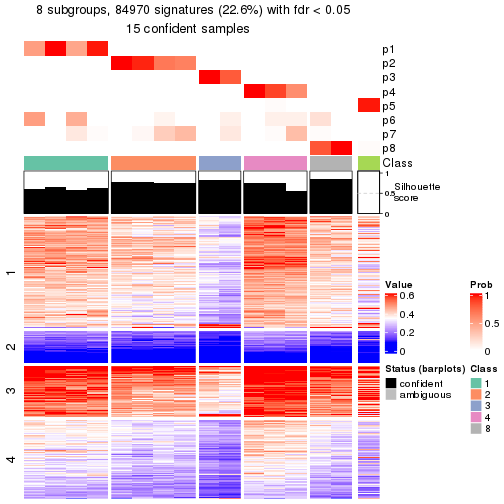 8 subgroups, 84970 signatures (22.6%) with fdr < 0.05
15 confident samples
p1
p2
p3
p4
p5
p6
p7
p8
Class
1
0.5
0
Silhouette
score
1
2
3
4
Value
0.6
0.4
0.2
0
Prob
1
0.5
0
Status (barplots)
confident
ambiguous
Class
1
2
3
4
5
8